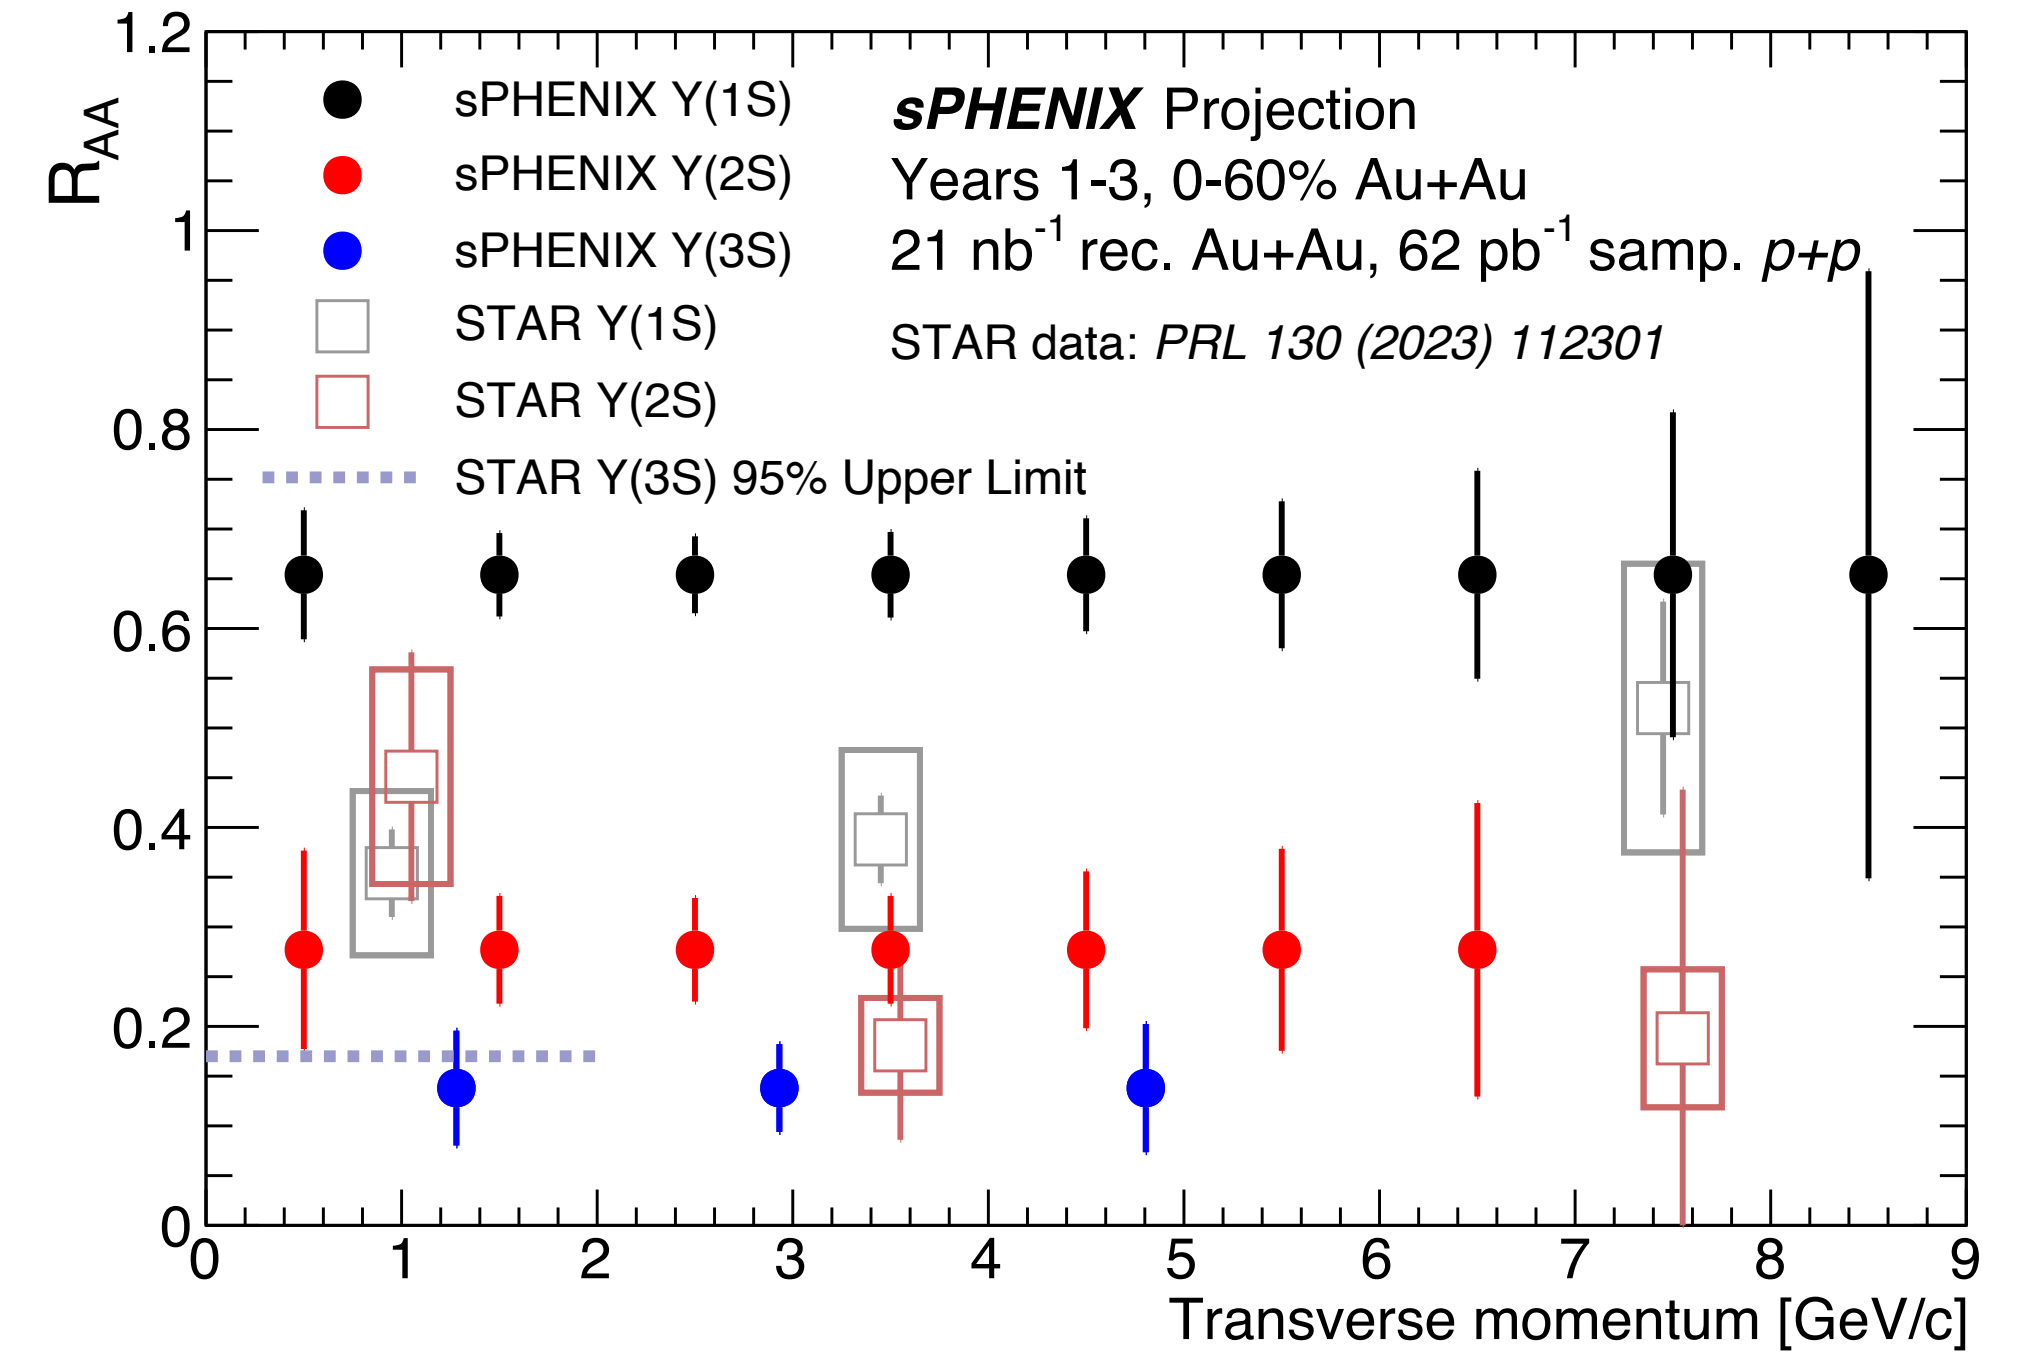 1.2
1
0.8
0.6
0.4
0.2
0
R_AA
sPHENIX Y(1S)
sPHENIX Y(2S)
sPHENIX Y(3S)
STAR Y(1S)
STAR Y(2S)
STAR Y(3S) 95% Upper Limit
sPHENIX Projection
Years 1-3, 0-60% Au+Au
21 nb⁻¹ rec. Au+Au, 62 pb⁻¹ samp. p+p
STAR data: PRL 130 (2023) 112301
0 1 2 3 4 5 6 7 8 9
Transverse momentum [GeV/c]